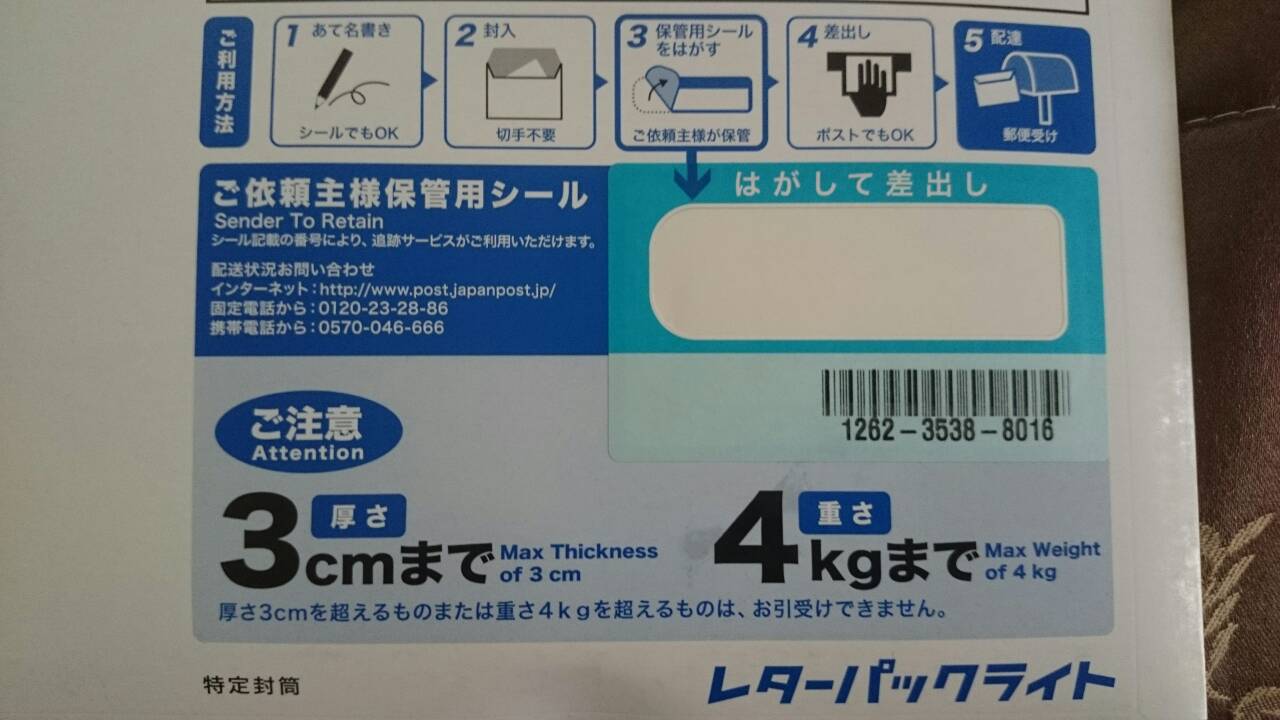 ご利用方法
1 あて名書き
シールでもOK
2 封入
切手不要
3 保管用シール
をはがす
ご依頼主様が保管
4 差出し
ポストでもOK
5 配達
郵便受け
ご依頼主様保管用シール
Sender To Retain
シール記載の番号により、追跡サービスがご利用いただけます。
配送状況お問い合わせ
インターネット：http://www.post.japanpost.jp/
固定電話から：0120-23-28-86
携帯電話から：0570-046-666
はがして差出し
1262-3538-8016
ご注意
Attention
3cmまで
厚さ
Max Thickness
of 3 cm
4kgまで
重さ
Max Weight
of 4 kg
厚さ3cmを超えるものまたは重さ4kgを超えるものは、お引受けできません。
特定封筒
レターパックライト